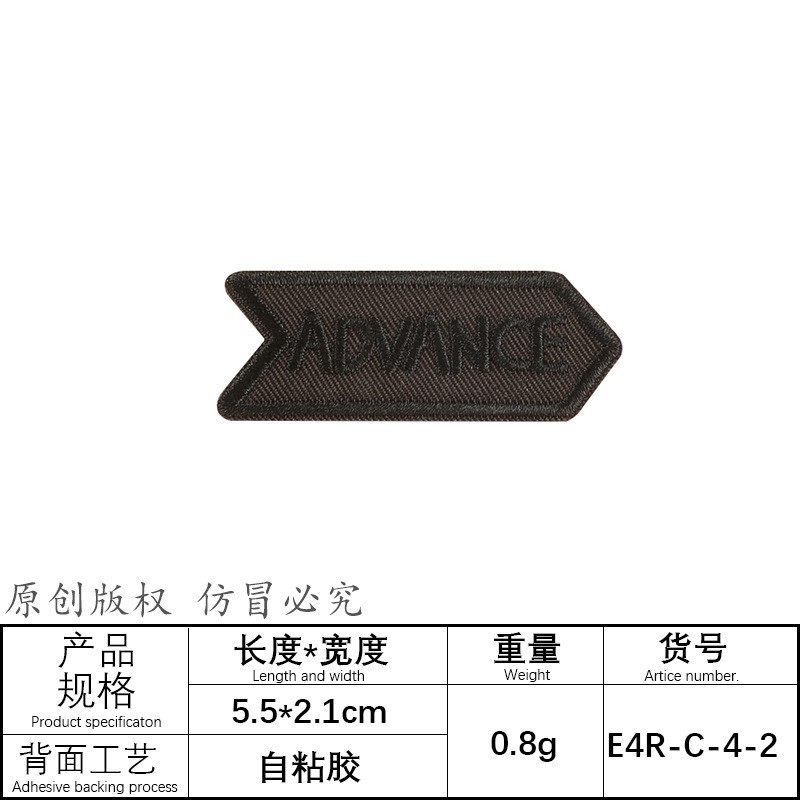 ADVANCE
原创版权 仿冒必究
产品
规格
Product specificaton
长度*宽度
Length and width
重量
Weight
货号
Artice number.
5.5*2.1cm
0.8g
E4R-C-4-2
背面工艺
Adhesive backing process
自粘胶